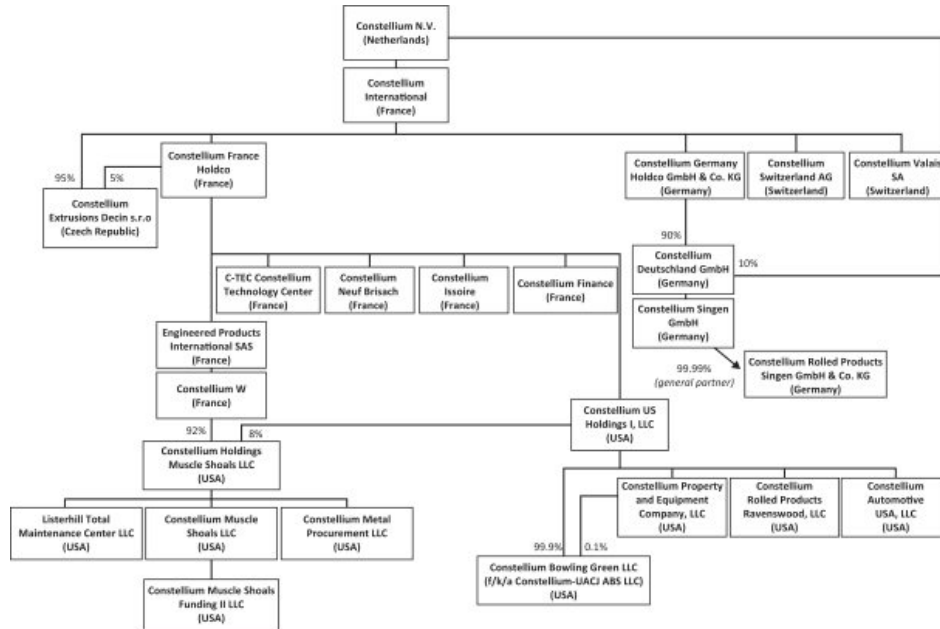 Constellium N.V.
(Netherlands)
Constellium
International
(France)
Constellium France
Holdco
(France)
Constellium Germany
Holdco GmbH & Co. KG
(Germany)
Constellium
Switzerland AG
(Switzerland)
Constellium Valais
SA
(Switzerland)
95%
5%
Constellium
Extrusions Decin s.r.o
(Czech Republic)
90%
Constellium
Deutschland GmbH
(Germany)
10%
C-TEC Constellium
Technology Center
(France)
Constellium
Neuf Brisach
(France)
Constellium
Issoire
(France)
Constellium Finance
(France)
Constellium Singen
GmbH
(Germany)
Engineered Products
International SAS
(France)
99.99%
(general partner)
Constellium Rolled Products
Singen GmbH & Co. KG
(Germany)
Constellium W
(France)
Constellium US
Holdings I, LLC
(USA)
92%
8%
Constellium Holdings
Muscle Shoals LLC
(USA)
Constellium Property
and Equipment
Company, LLC
(USA)
Constellium
Rolled Products
Ravenswood, LLC
(USA)
Constellium
Automotive
USA, LLC
(USA)
Listerhill Total
Maintenance Center LLC
(USA)
Constellium Muscle
Shoals LLC
(USA)
Constellium Metal
Procurement LLC
(USA)
99.9%
0.1%
Constellium Bowling Green LLC
(f/k/a Constellium-UACJ ABS LLC)
(USA)
Constellium Muscle Shoals
Funding II LLC
(USA)